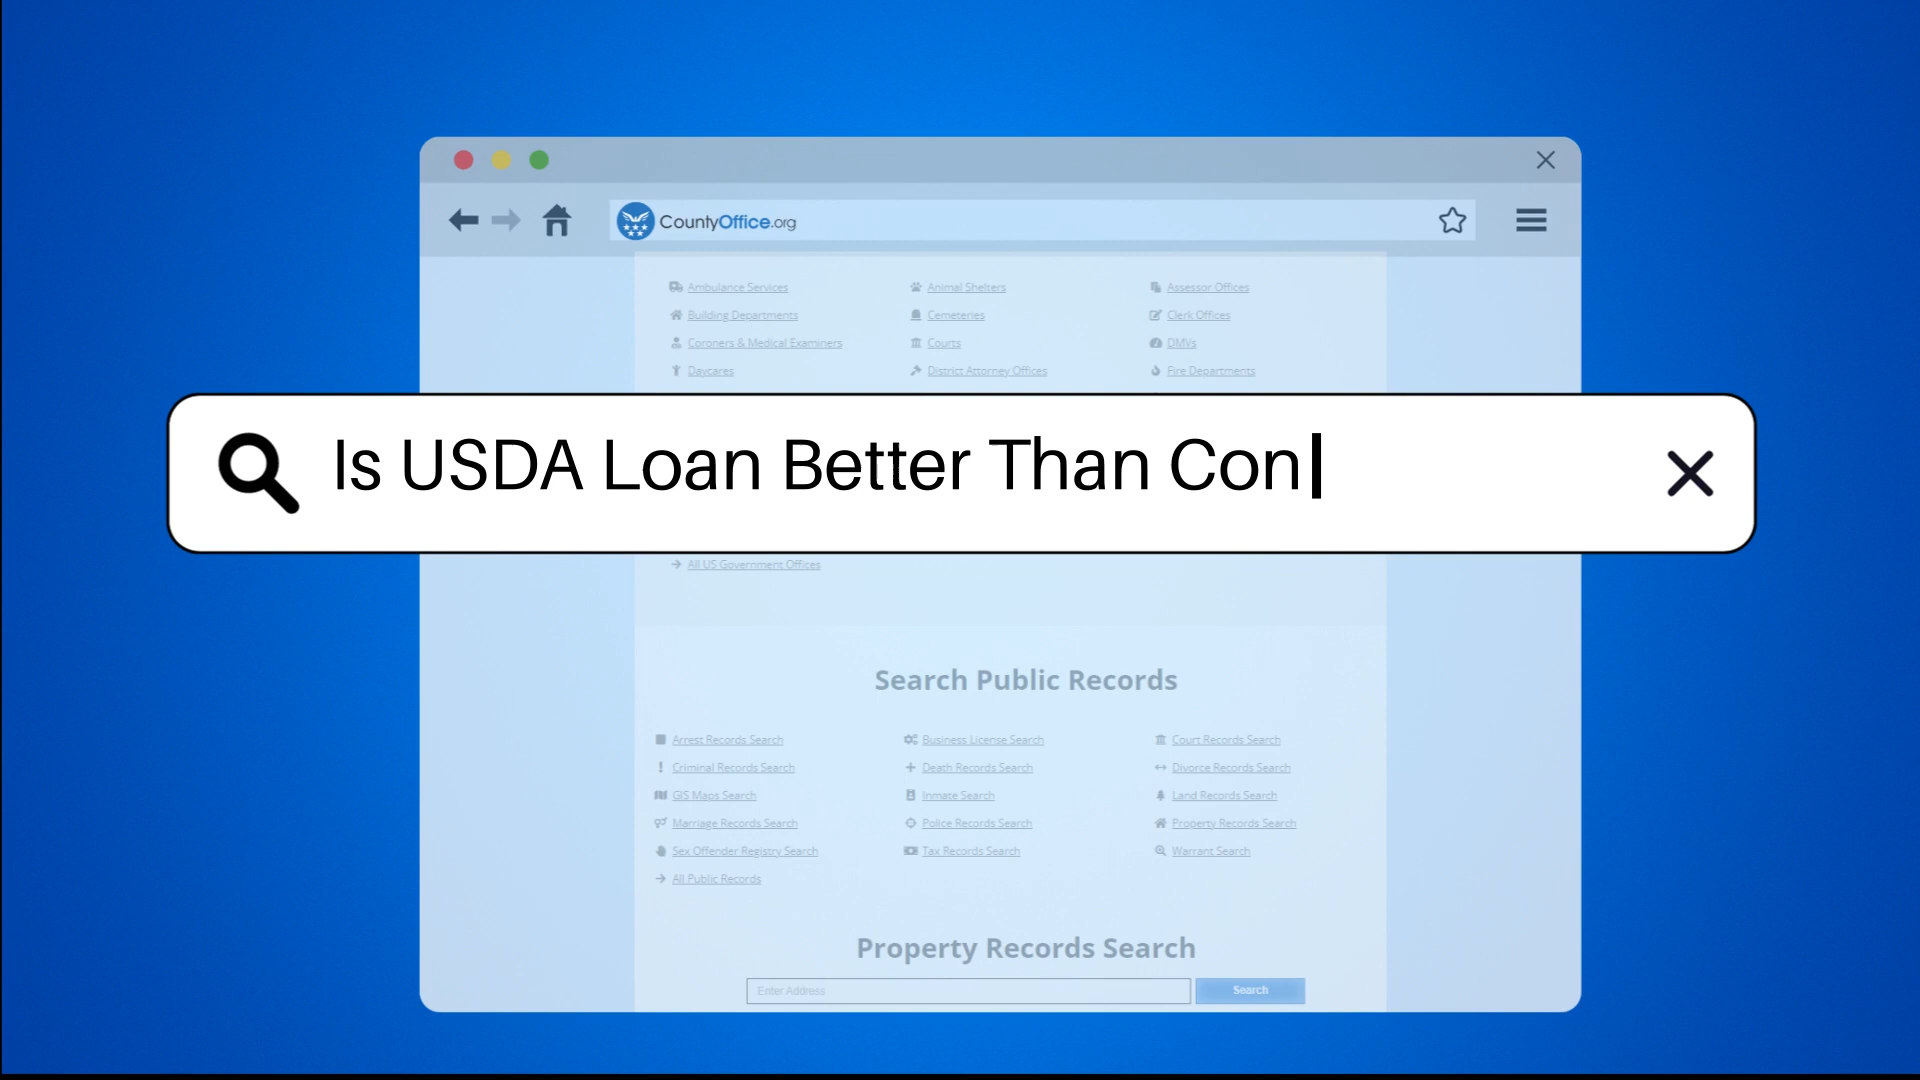 CountyOffice.org
Ambulance Services Animal Shelters Assessor Offices
Building Departments Cemeteries Clerk Offices
Coroners & Medical Examiners Courts DMVs
Daycares District Attorney Offices Fire Departments
Is USDA Loan Better Than Con
All US Government Offices
Search Public Records
Arrest Records Search Business License Search Court Records Search
Criminal Records Search Death Records Search Divorce Records Search
GIS Maps Search Inmate Search Land Records Search
Marriage Records Search Police Records Search Property Records Search
Sex Offender Registry Search Tax Records Search Warrant Search
All Public Records
Property Records Search
Enter Address Search